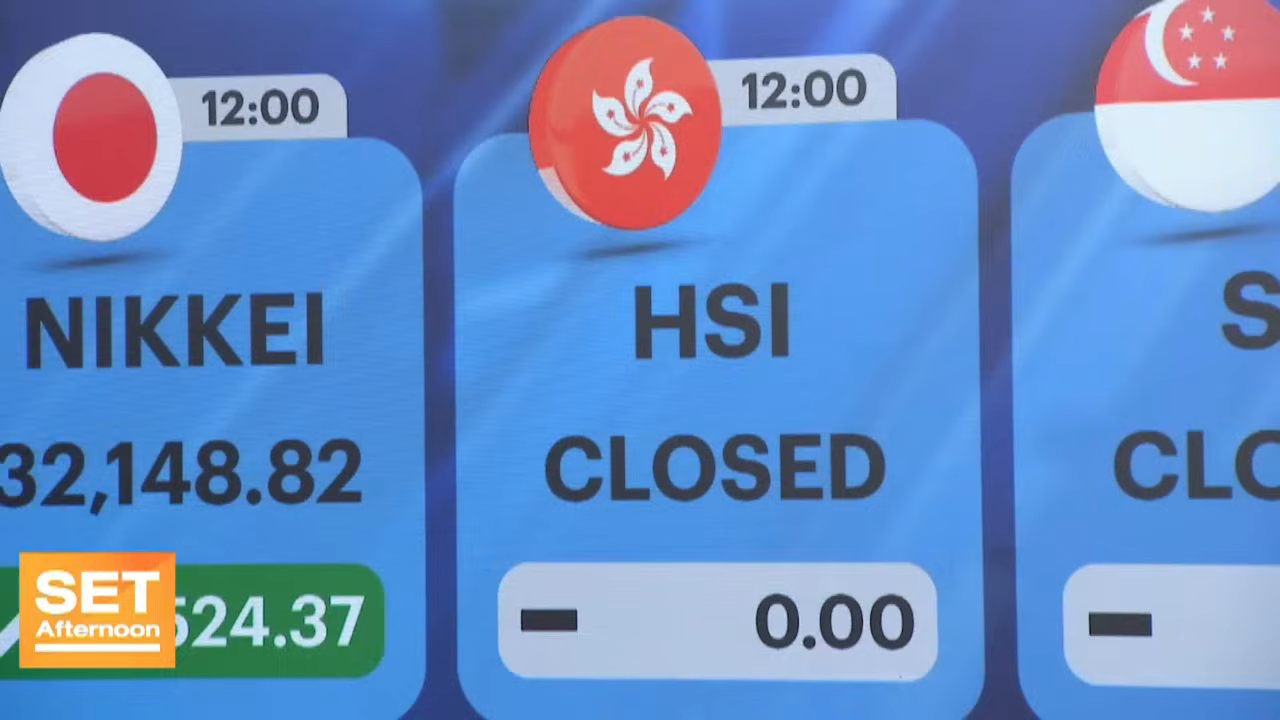 12:00
NIKKEI
32,148.82
524.37
12:00
HSI
CLOSED
0.00
SET
Afternoon